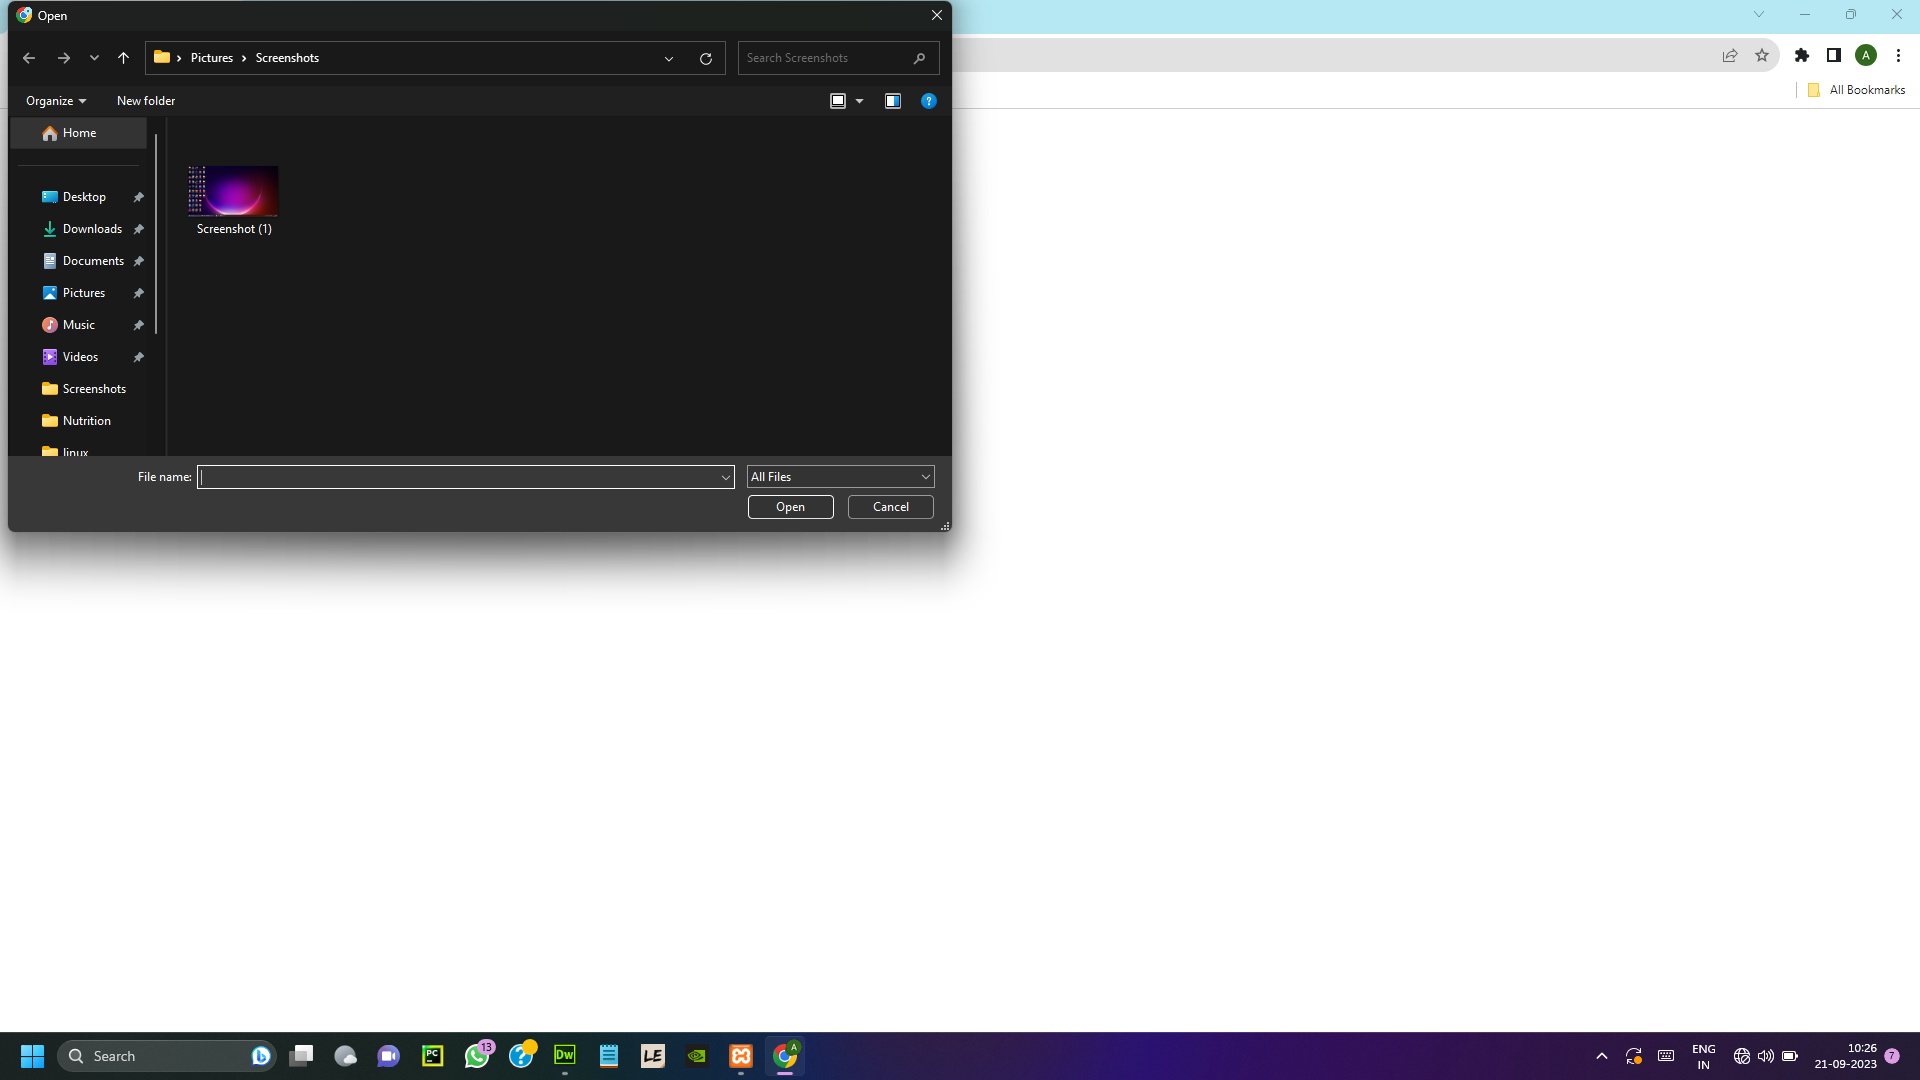 Open
Pictures
Screenshots
Search Screenshots
Organize
New folder
Home
Desktop
Downloads
Documents
Pictures
Music
Videos
Screenshots
Nutrition
linux
Screenshot (1)
File name:
All Files
Open
Cancel
A
All Bookmarks
Search
PC
13
Dw
LE
A
ENG
IN
10:26
21-09-2023
7